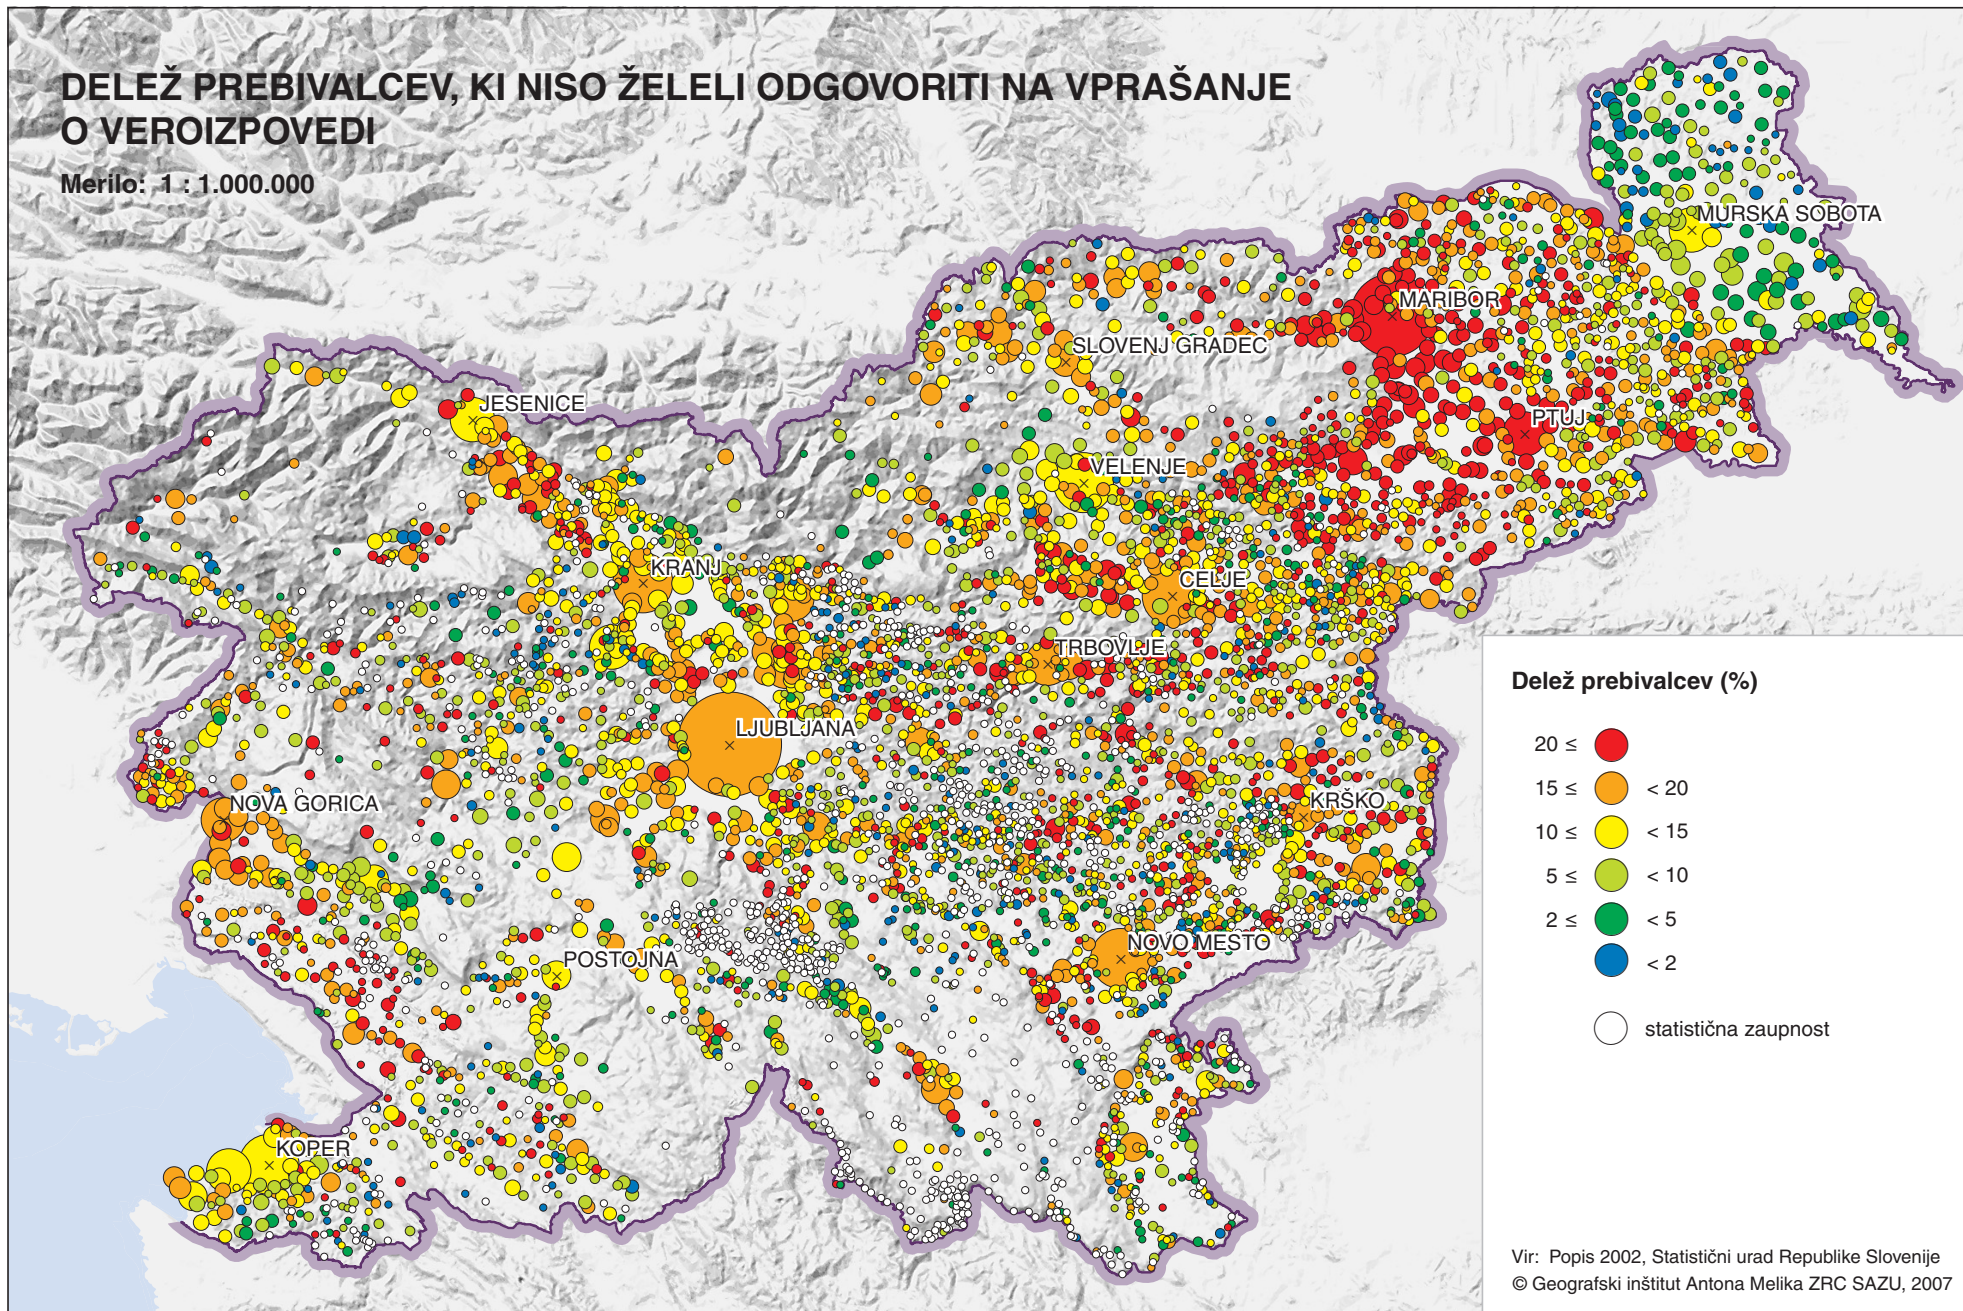 DELEŽ PREBIVALCEV, KI NISO ŽELELI ODGOVORITI NA VPRAŠANJE
O VEROIZPOVEDI
Merilo: 1 : 1.000.000
MURSKA SOBOTA
MARIBOR
SLOVENJ GRADEC
JESENICE
PTUJ
VELENJE
KRANJ
CELJE
TRBOVLJE
LJUBLJANA
NOVA GORICA
KRŠKO
NOVO MESTO
POSTOJNA
KOPER
Delež prebivalcev (%)
20 ≤
15 ≤ < 20
10 ≤ < 15
5 ≤ < 10
2 ≤ < 5
< 2
statistična zaupnost
Vir: Popis 2002, Statistični urad Republike Slovenije
© Geografski inštitut Antona Melika ZRC SAZU, 2007